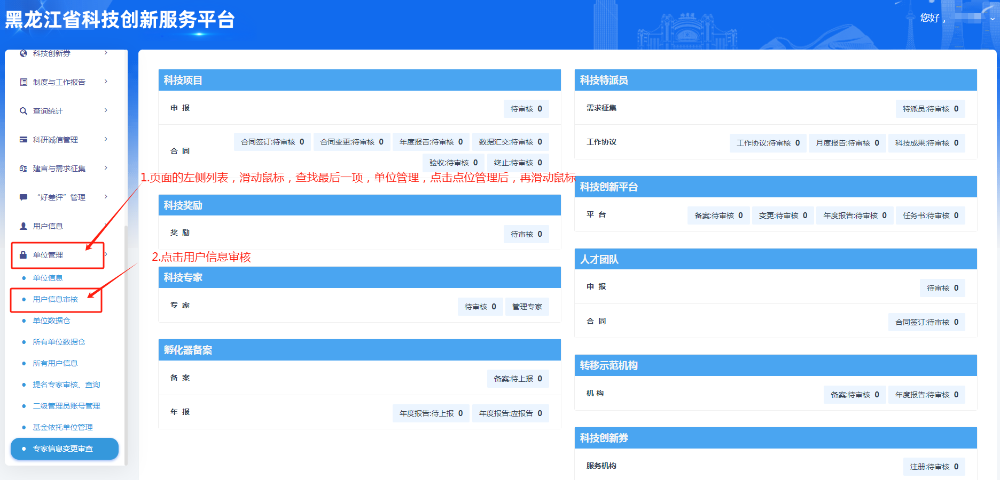 黑龙江省科技创新服务平台
您好，
科技创新券
制度与工作报告
查询统计
科研诚信管理
建言与需求征集
“好差评”管理
用户信息
单位管理
单位信息
用户信息审核
单位数据仓
所有单位数据仓
所有用户信息
提名专家审核、查询
二级管理员账号管理
基金依托单位管理
专家信息变更审查
科技项目
申 报 待审核 0
合 同 合同签订:待审核 0 合同变更:待审核 0 年度报告:待审核 0 数据汇交:待审核 0
验收:待审核 0 终止:待审核 0
1.页面的左侧列表，滑动鼠标，查找最后一项，单位管理，点击点位管理后，再滑动鼠标
科技奖励
奖 励 待审核 0
2.点击用户信息审核
科技专家
专 家 待审核 0 管理专家
孵化器备案
备 案 备案:待上报 0
年 报 年度报告:待上报 0 年度报告:应报告 0
科技特派员
需求征集 特派员:待审核 0
工作协议 工作协议:待审核 0 月度报告:待审核 0 科技成果:待审核 0
科技创新平台
平 台 备案:待审核 0 变更:待审核 0 年度报告:待审核 0 任务书:待审核 0
人才团队
申 报 待审核 0
合 同 合同签订:待审核 0
转移示范机构
机 构 备案:待审核 0 年度报告:待审核 0
科技创新券
服务机构 注册:待审核 0